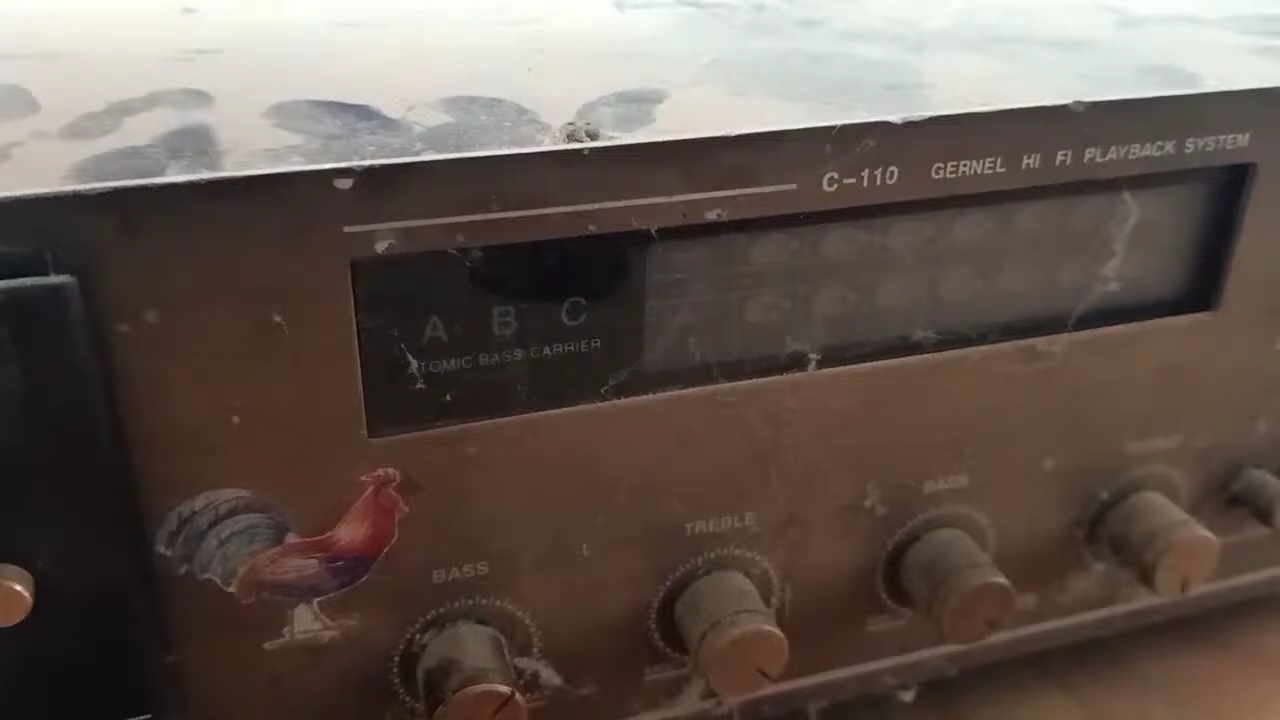 C-110 GERNEL HI FI PLAYBACK SYSTEM
A B C
ATOMIC BASS CARRIER
BASS
TREBLE
BASS